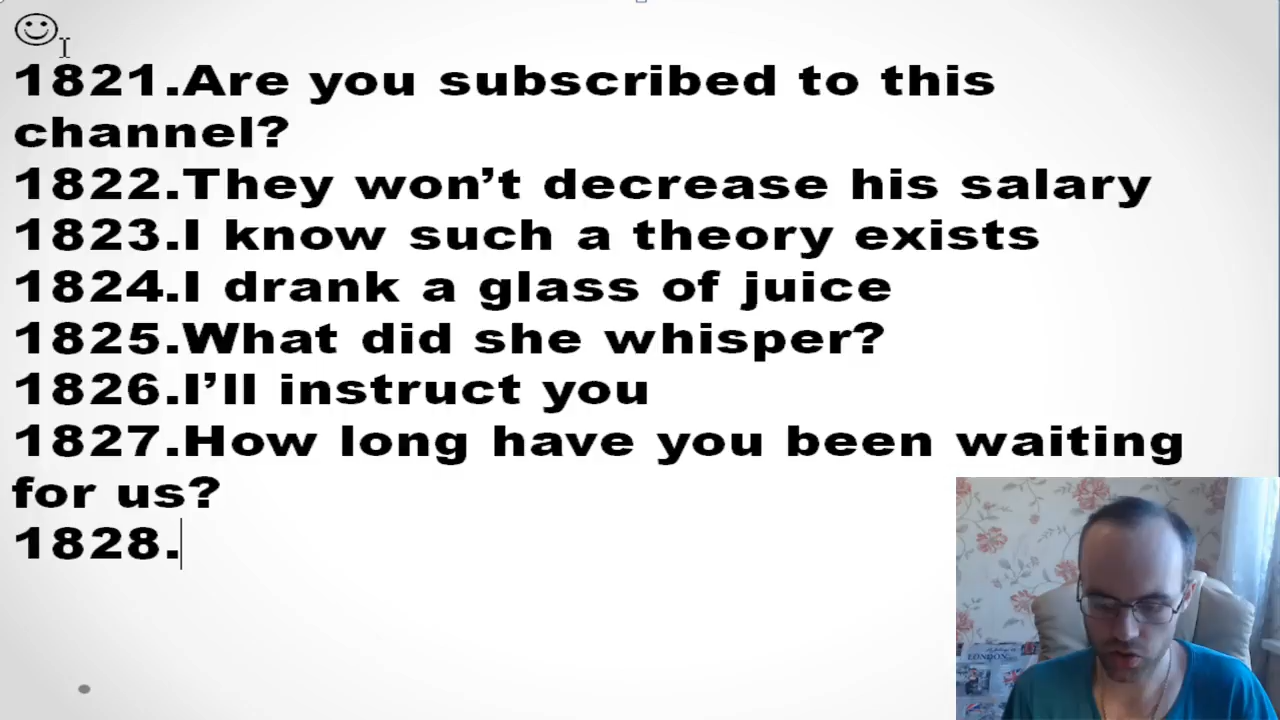 1821.Are you subscribed to this
channel?
1822.They won’t decrease his salary
1823.I know such a theory exists
1824.I drank a glass of juice
1825.What did she whisper?
1826.I’ll instruct you
1827.How long have you been waiting
for us?
1828.
LONDON